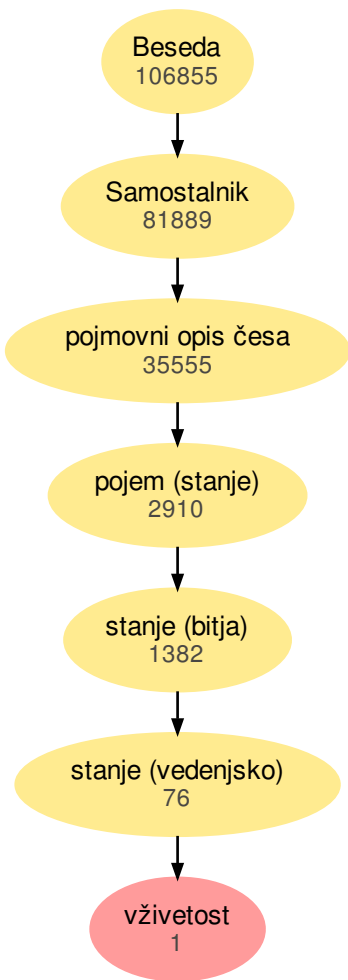 Beseda
106855
Samostalnik
81889
pojmovni opis česa
35555
pojem (stanje)
2910
stanje (bitja)
1382
stanje (vedenjsko)
76
vživetost
1